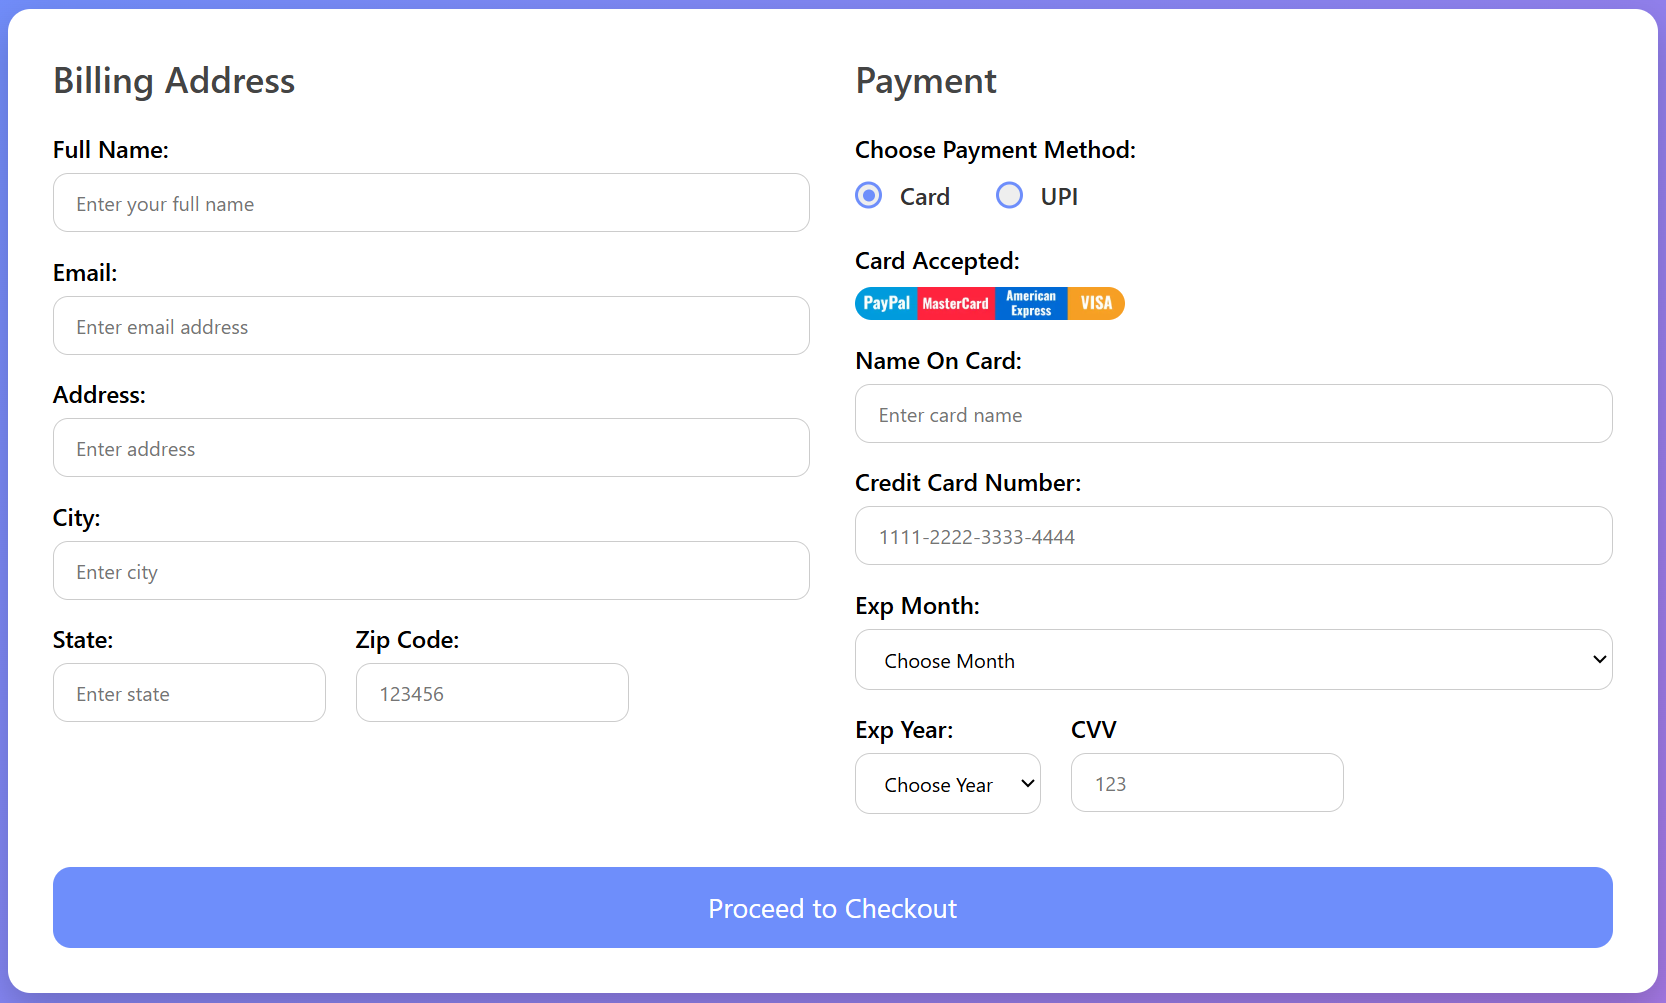 Billing Address
Full Name:
Enter your full name
Email:
Enter email address
Address:
Enter address
City:
Enter city
State: Zip Code:
Enter state 123456
Payment
Choose Payment Method:
Card UPI
Card Accepted:
PayPal MasterCard American Express VISA
Name On Card:
Enter card name
Credit Card Number:
1111-2222-3333-4444
Exp Month:
Choose Month
Exp Year: CVV
Choose Year 123
Proceed to Checkout